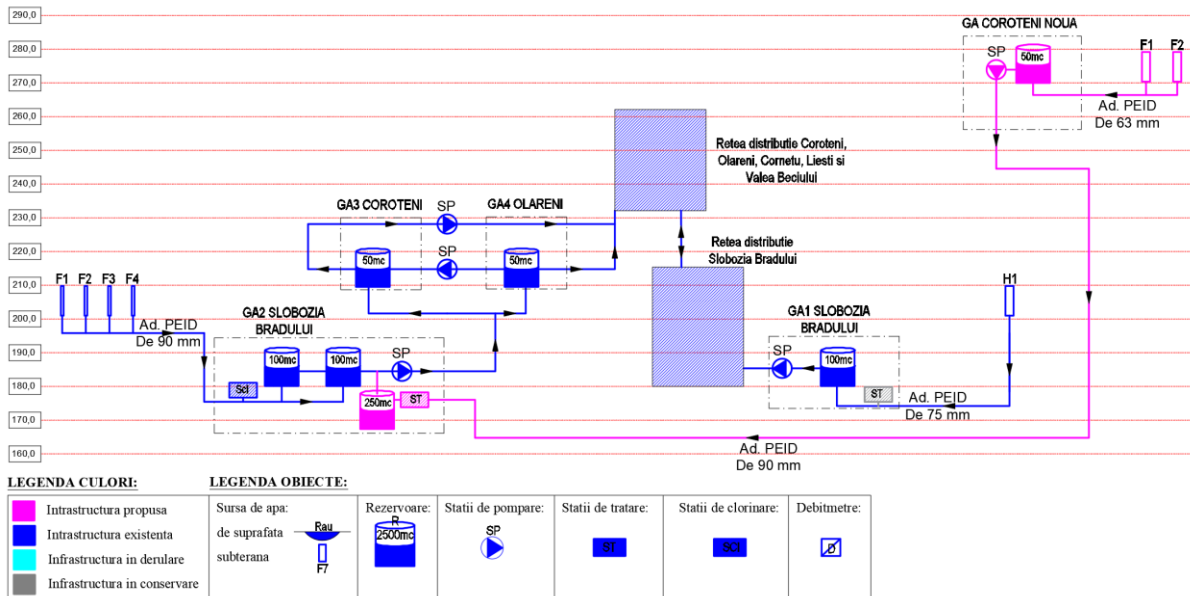 290,0
280,0
270,0
260,0
250,0
240,0
230,0
220,0
210,0
200,0
190,0
180,0
170,0
160,0
GA COROTENI NOUA
SP
50mc
F1
F2
Ad. PEID
De 63 mm
Retea distributie Coroteni,
Olareni, Cornetu, Liesti si
Valea Beciului
GA3 COROTENI
SP
GA4 OLARENII
50mc
SP
50mc
Retea distributie
Slobozia Bradului
F1
F2
F3
F4
Ad. PEID
De 90 mm
GA2 SLOBOZIA
BRADULUI
100mc
100mc
SP
Scl
250mc
ST
H1
GA1 SLOBOZIA
BRADULUI
SP
100mc
ST
Ad. PEID
De 75 mm
Ad. PEID
De 90 mm
LEGENDA CULORI:
Intrastructura propusa
Intrastructura existenta
Infrastructura in derulare
Infrastructura in conservare
LEGENDA OBIECTE:
Sursa de apa:
de suprafata
Rau
subterana
F7
Rezervoare:
R
2500mc
Statii de pompare:
SP
Statii de tratare:
ST
Statii de clorinare:
SCl
Debitmetre:
D